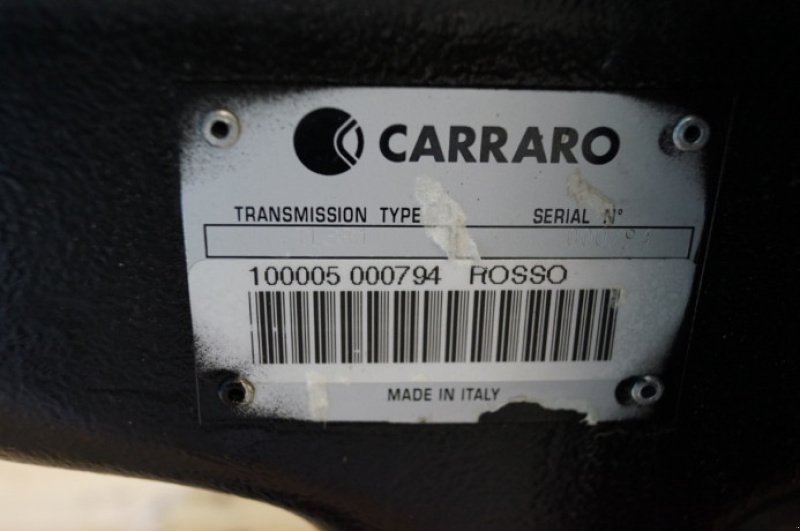 CARRARO
TRANSMISSION TYPE SERIAL N°
100005 000794 ROSSO
MADE IN ITALY